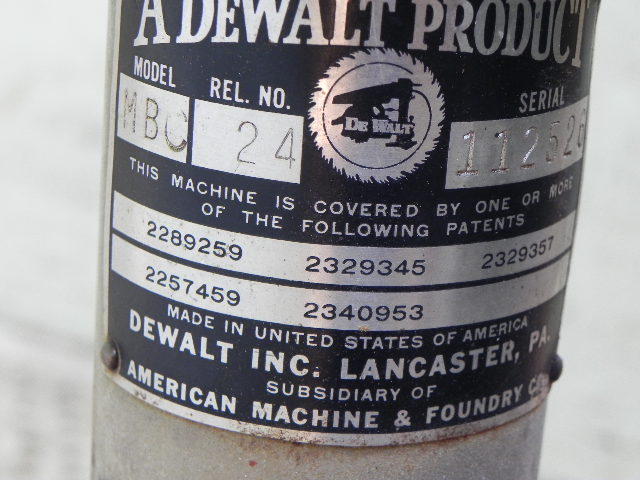 A DEWALT PRODUCT
MODEL REL. NO. SERIAL
MBC 24 112526
DE WALT
THIS MACHINE IS COVERED BY ONE OR MORE
OF THE FOLLOWING PATENTS
2289259 2329345 2329357
2257459 2340953
MADE IN UNITED STATES OF AMERICA
DEWALT INC. LANCASTER, PA.
SUBSIDIARY OF
AMERICAN MACHINE & FOUNDRY CO.